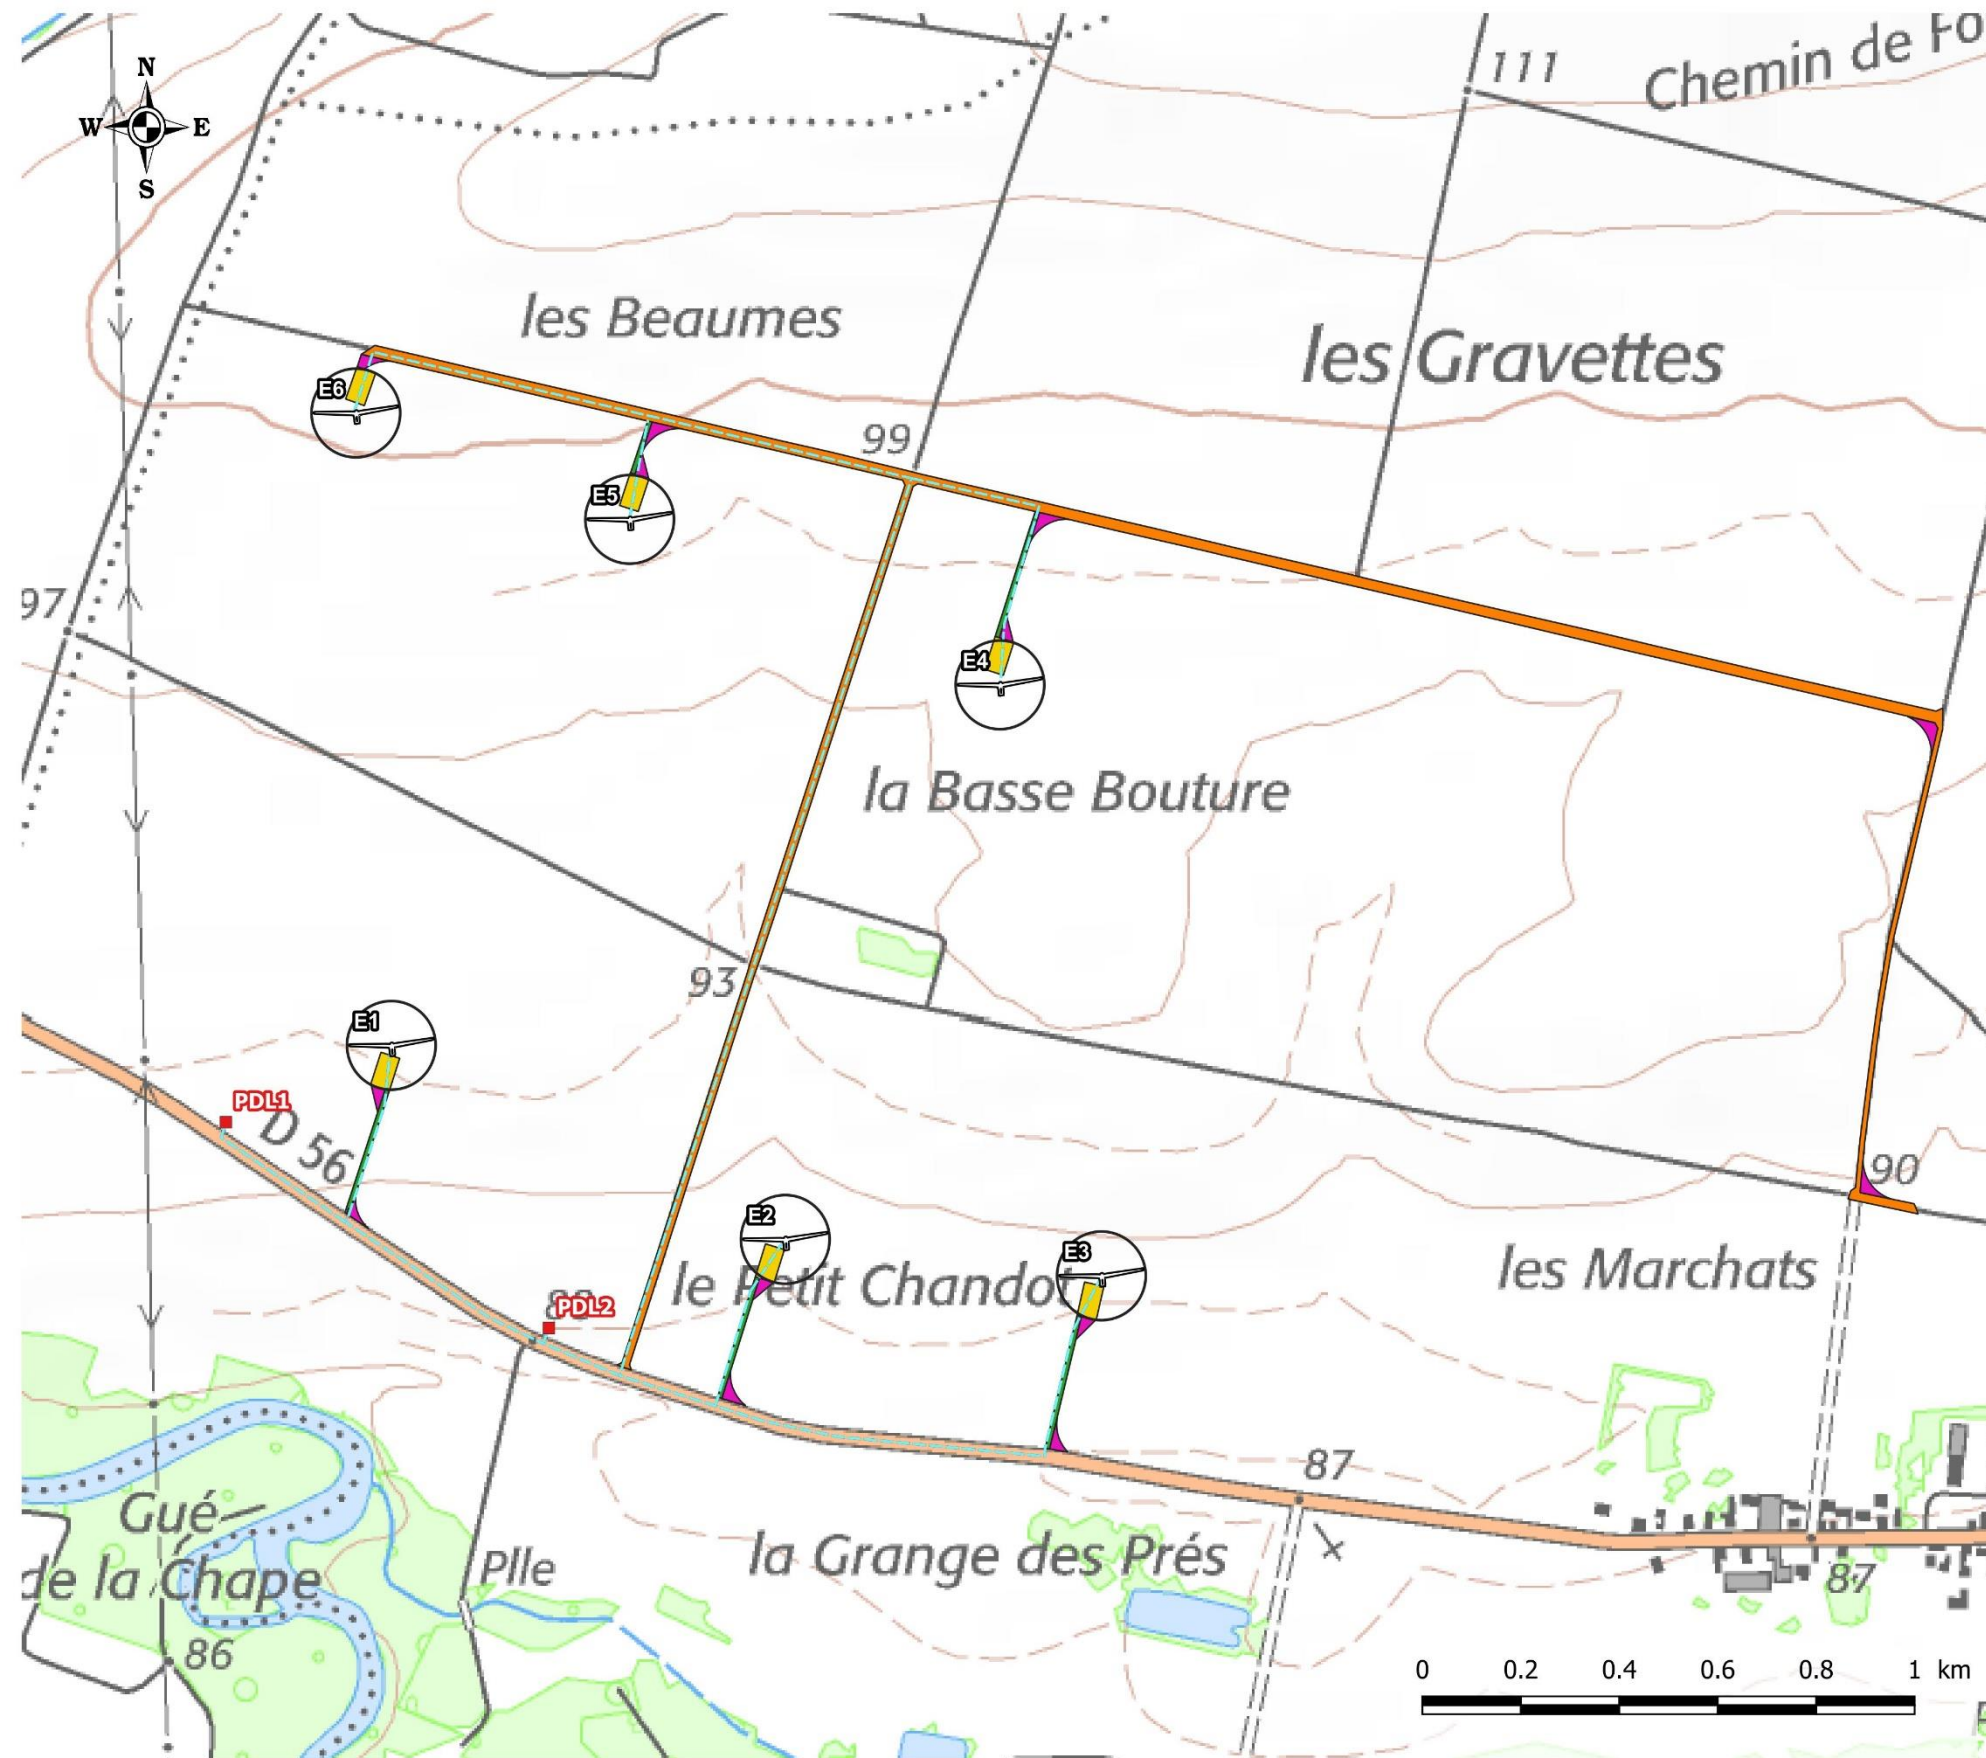 N
W E
S
111
Chemin de Fo
les Beaumes
les Gravettes
E6
99
E5
97
E4
la Basse Bouture
93
E1
PDL1
D 56
90
E2
le Petit Chandot
E3
les Marchats
PDL2
87
Gué
de la Chape
Plle
la Grange des Prés
87
86
0 0.2 0.4 0.6 0.8 1 km